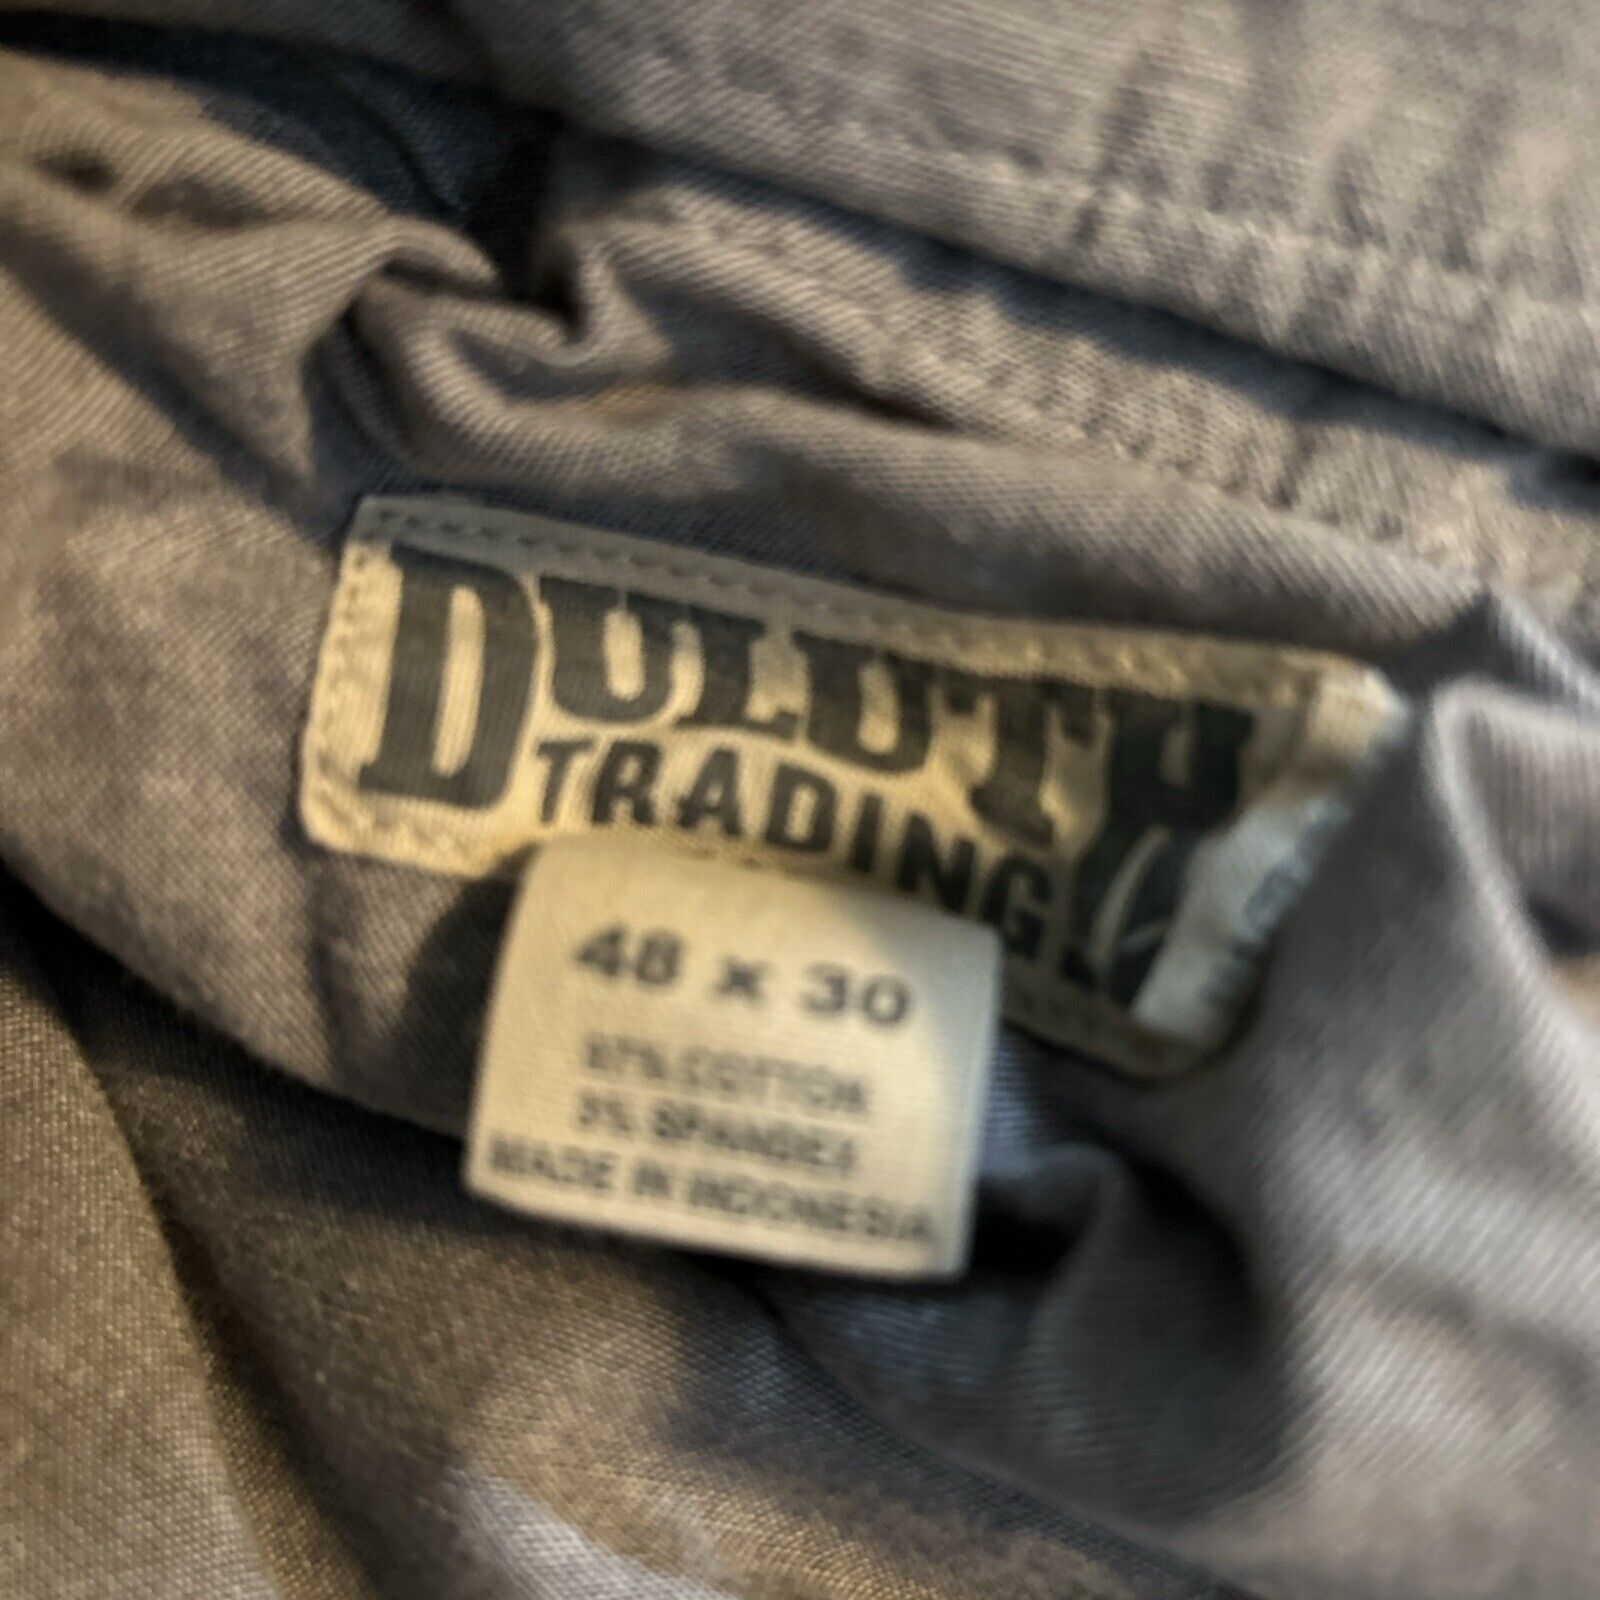 DULUTH
TRADING
48 x 30
97% COTTON
3% SPANDEX
MADE IN INDONESIA